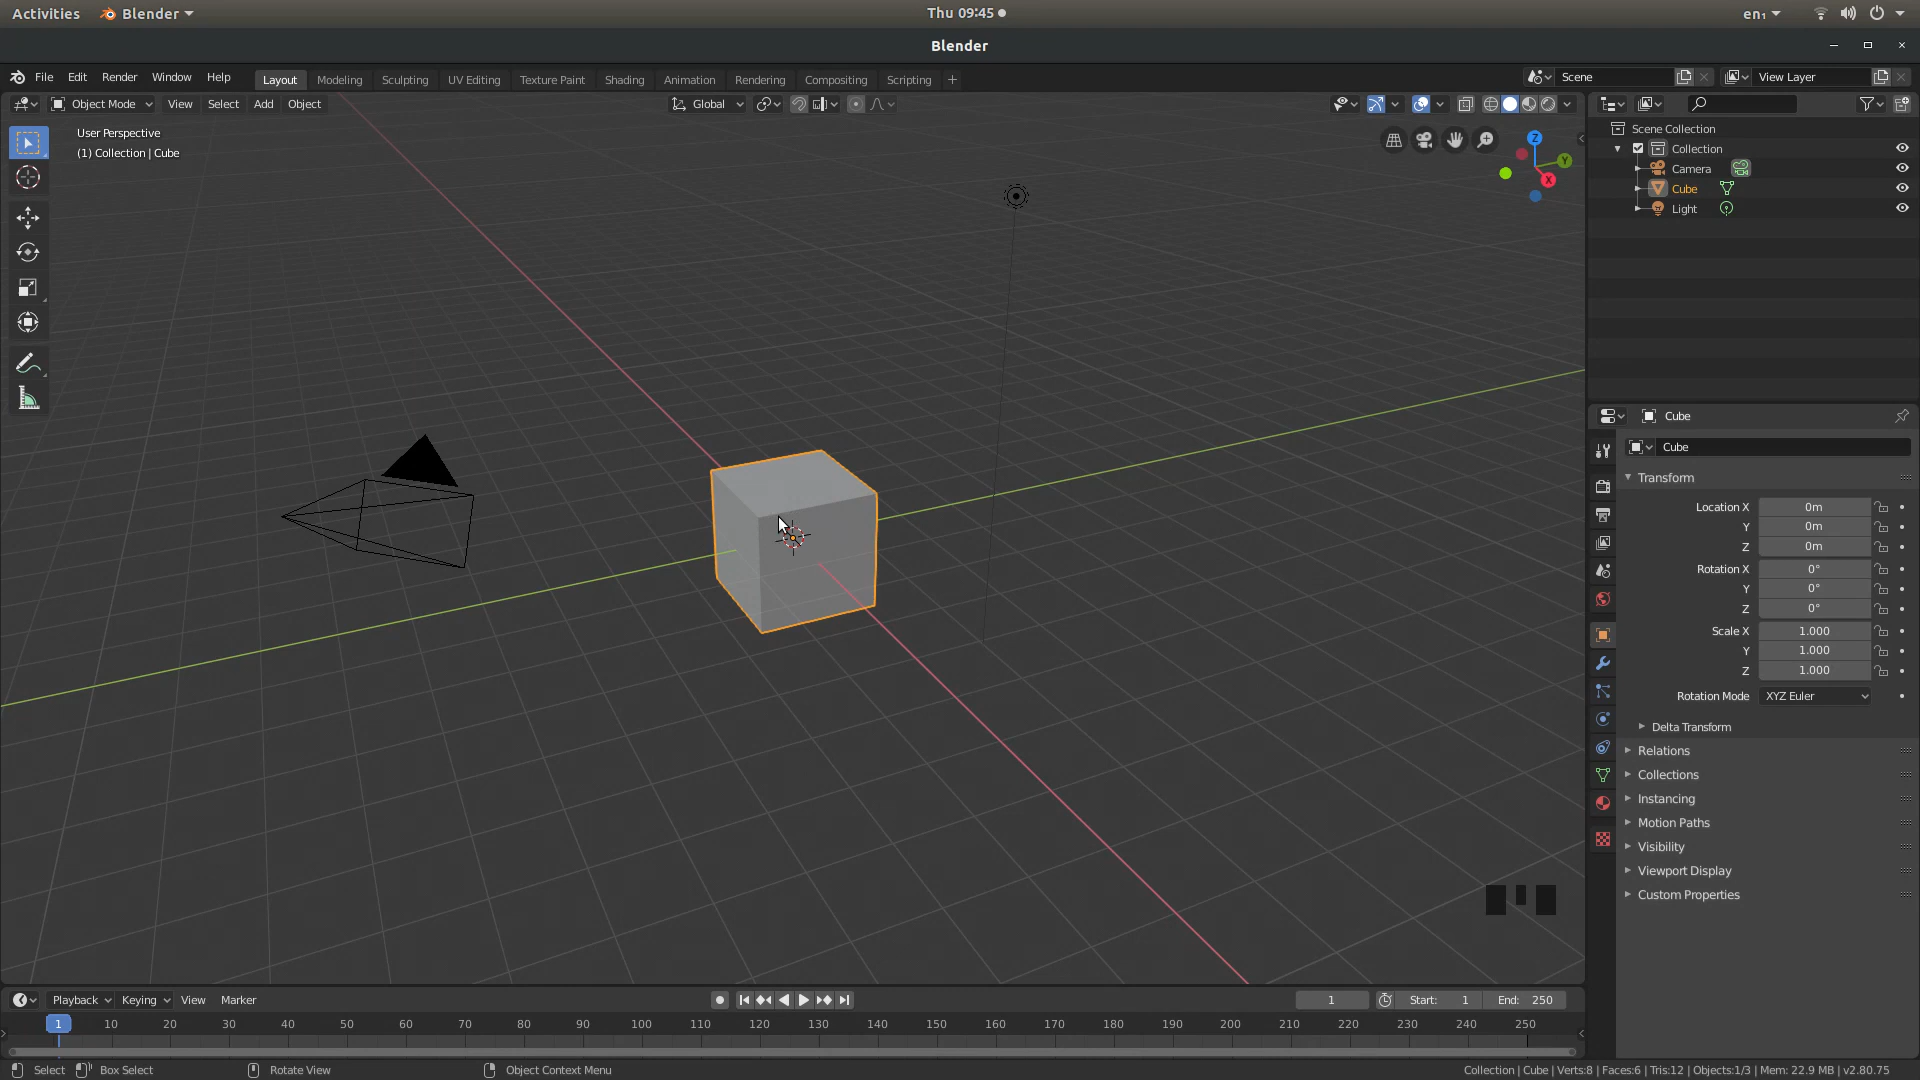 Activities Blender Thu 09:45 en₁
Blender
File Edit Render Window Help Layout Modeling Sculpting UV Editing Texture Paint Shading Animation Rendering Compositing Scripting + Scene View Layer
Object Mode View Select Add Object Global
User Perspective
(1) Collection | Cube
Z
Y
X
Scene Collection
Collection
Camera
Cube
Light
Cube
Cube
Transform
Location X 0m
Y 0m
Z 0m
Rotation X 0°
Y 0°
Z 0°
Scale X 1.000
Y 1.000
Z 1.000
Rotation Mode XYZ Euler
Delta Transform
Relations
Collections
Instancing
Motion Paths
Visibility
Viewport Display
Custom Properties
Playback Keying View Marker 1 Start: 1 End: 250
1 10 20 30 40 50 60 70 80 90 100 110 120 130 140 150 160 170 180 190 200 210 220 230 240 250
Select Box Select Rotate View Object Context Menu Collection | Cube | Verts:8 | Faces:6 | Tris:12 | Objects:1/3 | Mem: 22.9 MB | v2.80.75